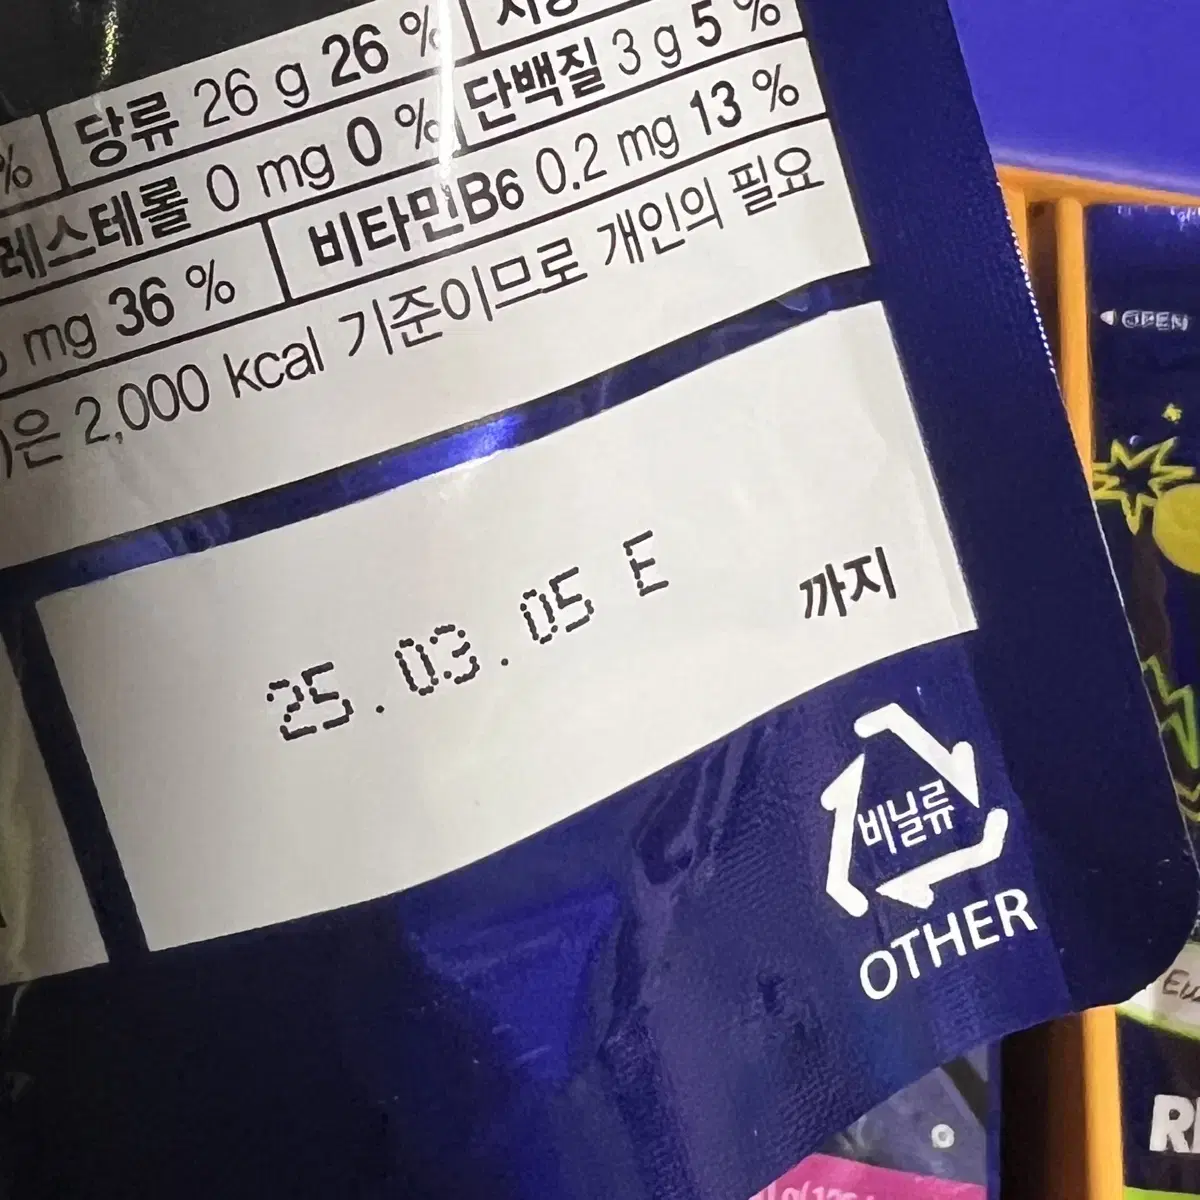 당류 26 g 26 %
단백질 3 g 5 %
%
레스테롤 0 mg 0 %
비타민B6 0.2 mg 13 %
mg 36 %
)은 2,000 kcal 기준이므로 개인의 필요
25.03.05 E 까지
비닐류
OTHER
OPEN